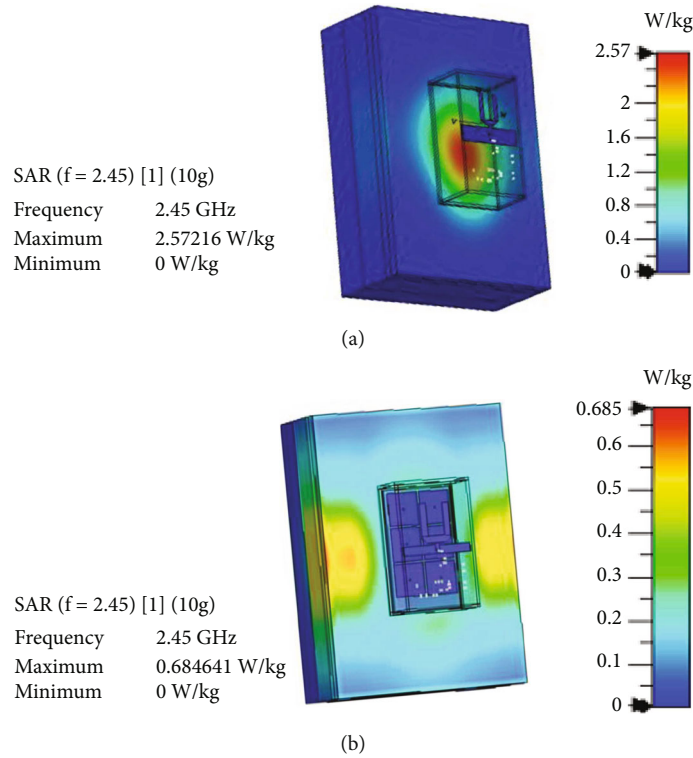 W/kg
2.57
2
1.6
1.2
0.8
0.4
0
SAR (f = 2.45) [1] (10g)
Frequency 2.45 GHz
Maximum 2.57216 W/kg
Minimum 0 W/kg
(a)
W/kg
0.685
0.6
0.5
0.4
0.3
0.2
0.1
0
SAR (f = 2.45) [1] (10g)
Frequency 2.45 GHz
Maximum 0.684641 W/kg
Minimum 0 W/kg
(b)